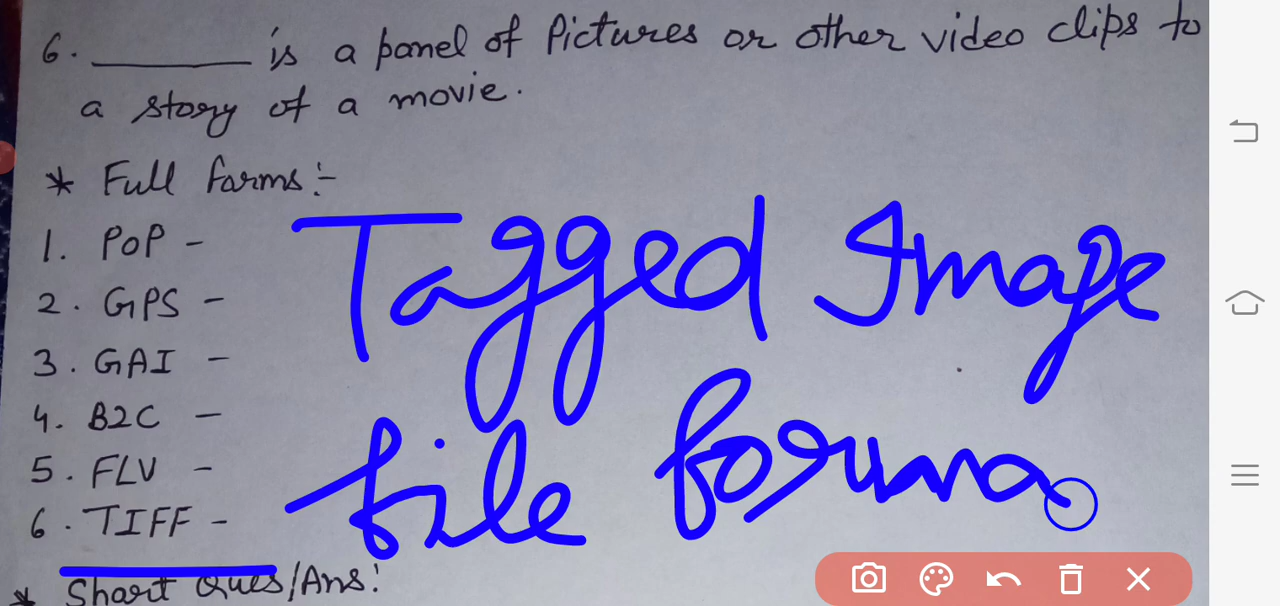 6. ______ is a panel of Pictures or other video clips to
a story of a movie.
* Full forms :-
1. POP -
2. GPS -
3. GAI -
4. B2C -
5. FLV -
6. TIFF -
Tagged Image
file forma
* Short Ques/Ans: